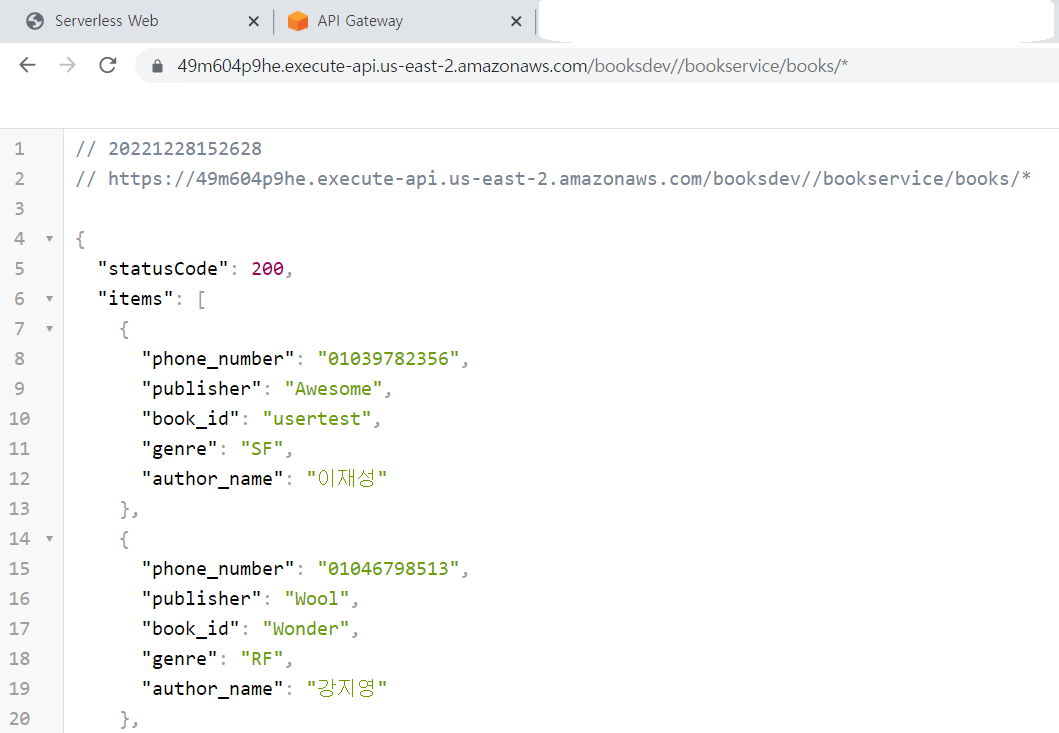 Serverless Web
API Gateway
49m604p9he.execute-api.us-east-2.amazonaws.com/booksdev//bookservice/books/*
1 // 20221228152628
2 // https://49m604p9he.execute-api.us-east-2.amazonaws.com/booksdev//bookservice/books/*
3
4 {
5 "statusCode": 200,
6 "items": [
7 {
8 "phone_number": "01039782356",
9 "publisher": "Awesome",
10 "book_id": "usertest",
11 "genre": "SF",
12 "author_name": "이재성"
13 },
14 {
15 "phone_number": "01046798513",
16 "publisher": "Wool",
17 "book_id": "Wonder",
18 "genre": "RF",
19 "author_name": "강지영"
20 },